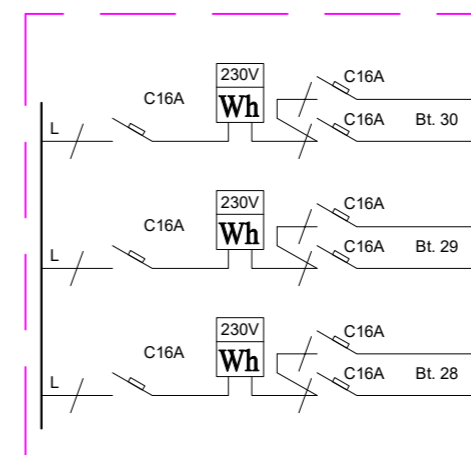 230V
C16A
C16A
Wh
C16A Bt. 30
L
230V
C16A
C16A
Wh
C16A Bt. 29
L
230V
C16A
C16A
Wh
C16A Bt. 28
L